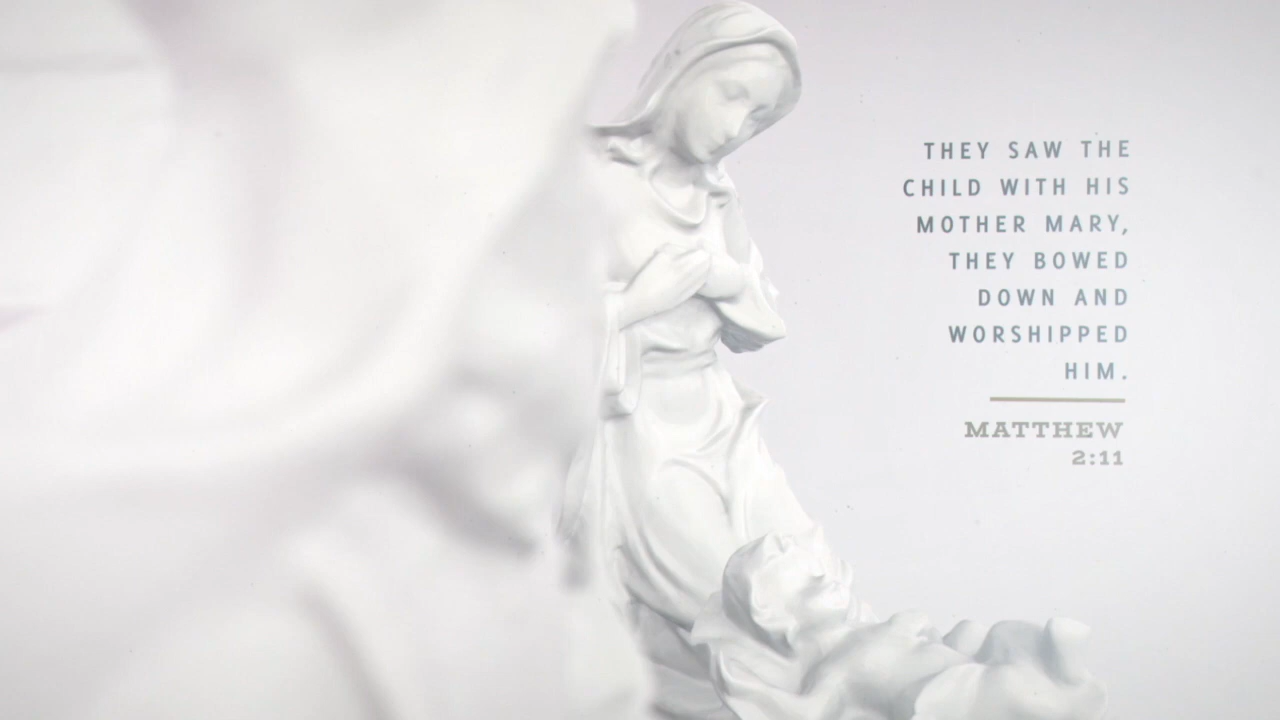 THEY SAW THE
CHILD WITH HIS
MOTHER MARY,
THEY BOWED
DOWN AND
WORSHIPPED
HIM.
MATTHEW
2:11